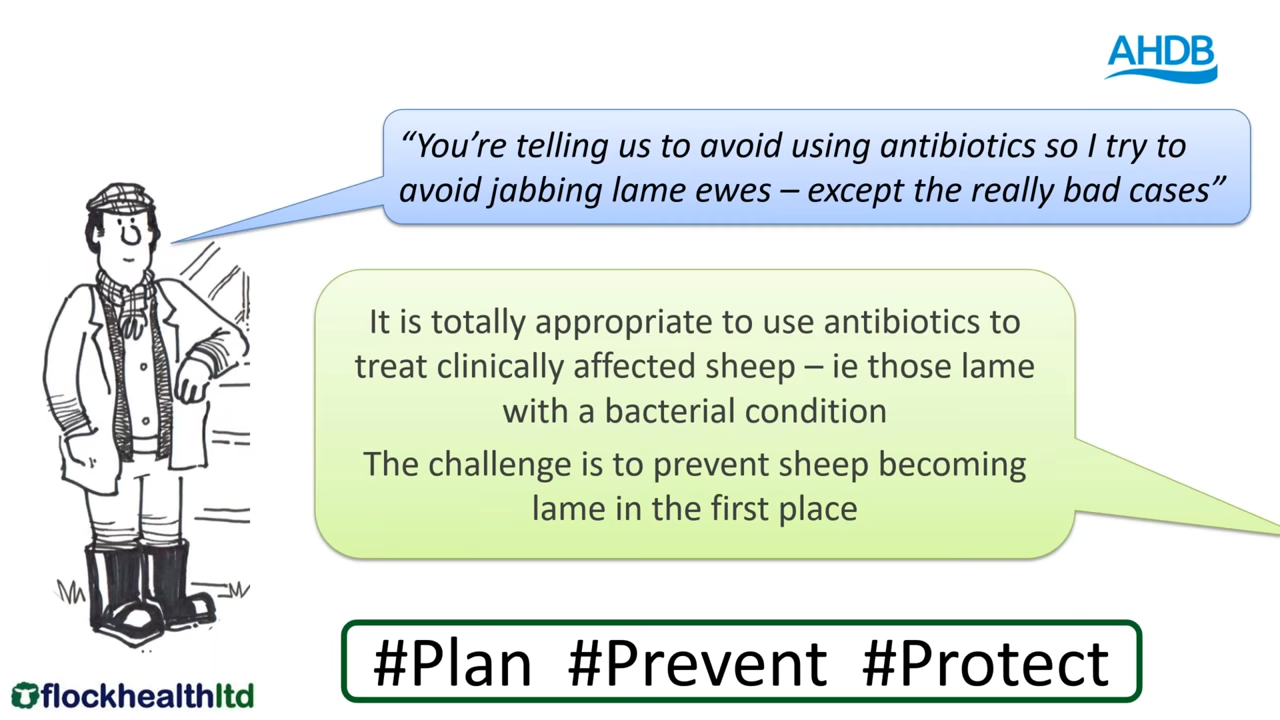 AHDB
“You’re telling us to avoid using antibiotics so I try to
avoid jabbing lame ewes – except the really bad cases”
It is totally appropriate to use antibiotics to
treat clinically affected sheep – ie those lame
with a bacterial condition
The challenge is to prevent sheep becoming
lame in the first place
#Plan #Prevent #Protect
flockhealthltd